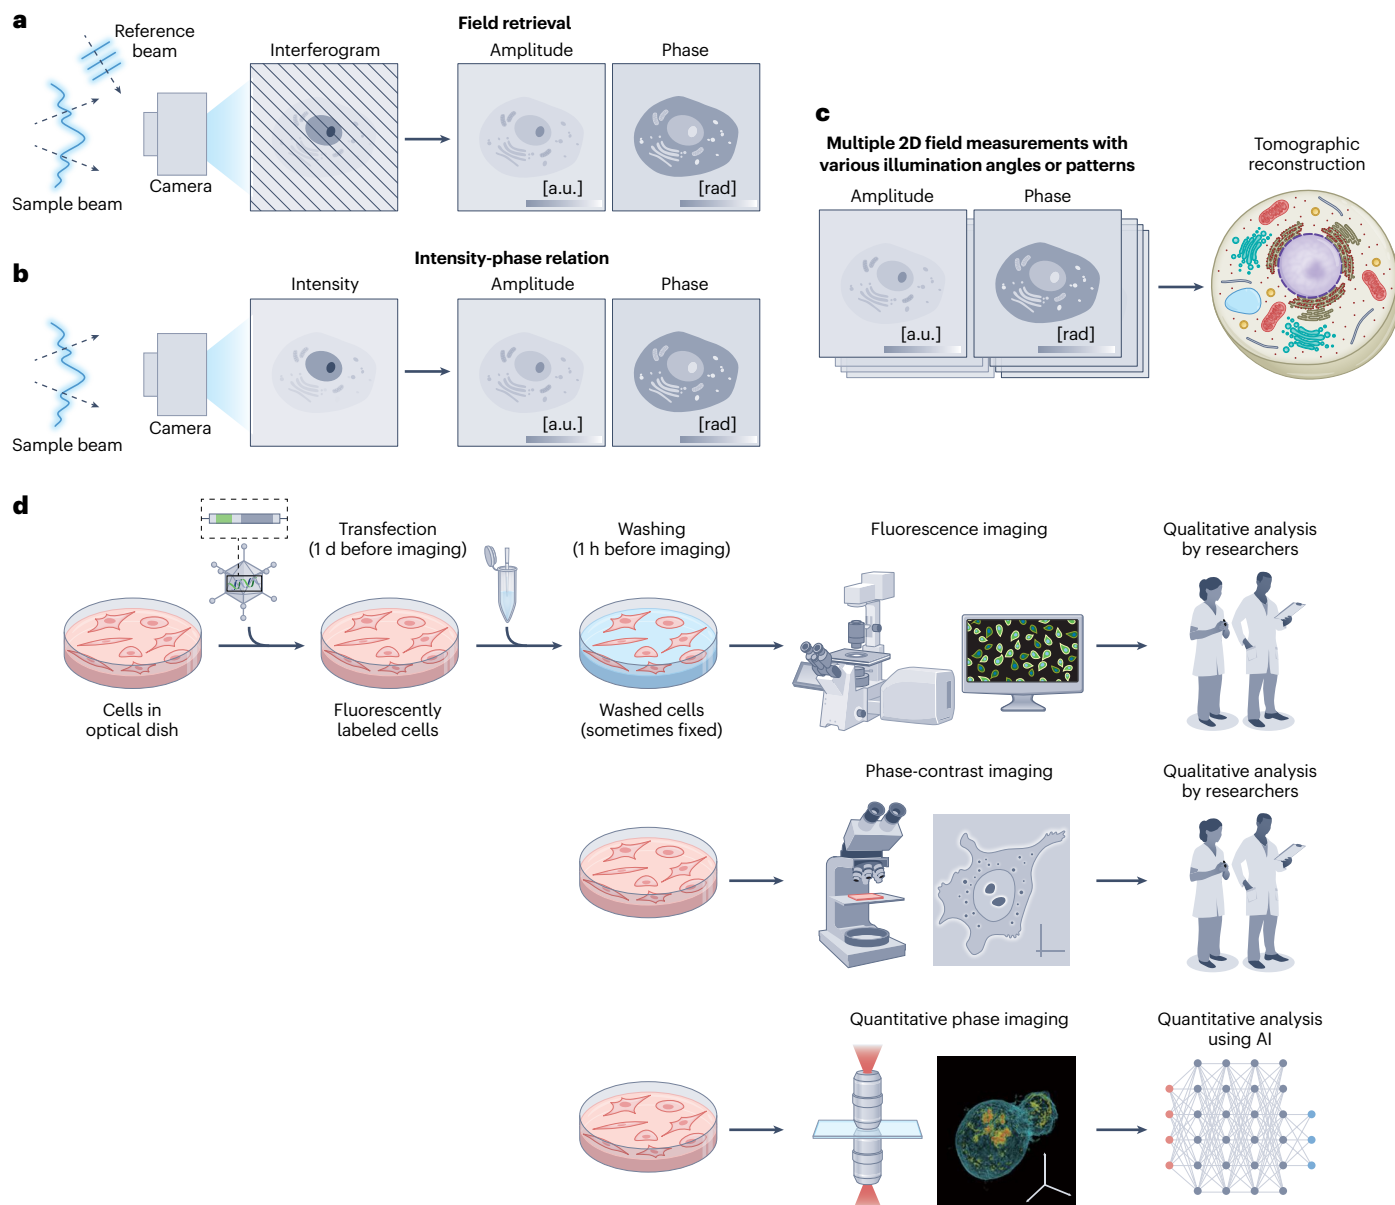 a
Reference
beam
Sample beam
Camera
Interferogram
Field retrieval
Amplitude
Phase
[a.u.]
[rad]
b
Sample beam
Camera
Intensity-phase relation
Intensity
Amplitude
Phase
[a.u.]
[rad]
c
Multiple 2D field measurements with
various illumination angles or patterns
Amplitude
Phase
[a.u.]
[rad]
Tomographic
reconstruction
d
Cells in
optical dish
Transfection
(1 d before imaging)
Fluorescently
labeled cells
Washing
(1 h before imaging)
Washed cells
(sometimes fixed)
Fluorescence imaging
Qualitative analysis
by researchers
Phase-contrast imaging
Qualitative analysis
by researchers
Quantitative phase imaging
Quantitative analysis
using AI